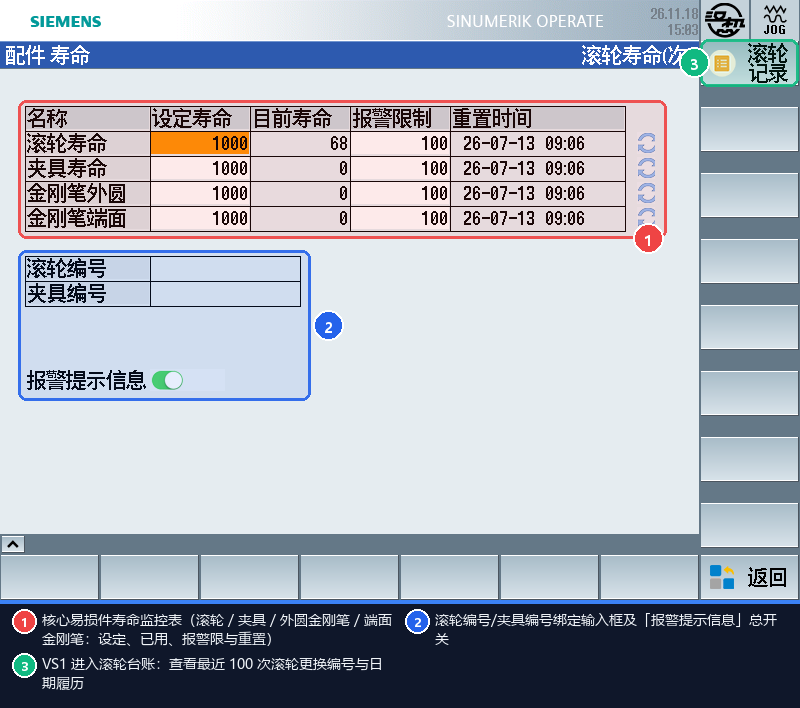 SIEMENS
SINUMERIK OPERATE
26.11.18
15:03
JOG
配件 寿命
滚轮寿命(次
3
滚轮
记录
名称 设定寿命 目前寿命 报警限制 重置时间
滚轮寿命 1000 68 100 26-07-13 09:06
夹具寿命 1000 0 100 26-07-13 09:06
金刚笔外圆 1000 0 100 26-07-13 09:06
金刚笔端面 1000 0 100 26-07-13 09:06
1
滚轮编号
夹具编号
2
报警提示信息
返回
1 核心易损件寿命监控表（滚轮 / 夹具 / 外圆金刚笔 / 端面
金刚笔：设定、已用、报警限与重置）
2 滚轮编号/夹具编号绑定输入框及「报警提示信息」总开
关
3 VS1 进入滚轮台账：查看最近 100 次滚轮更换编号与日
期履历